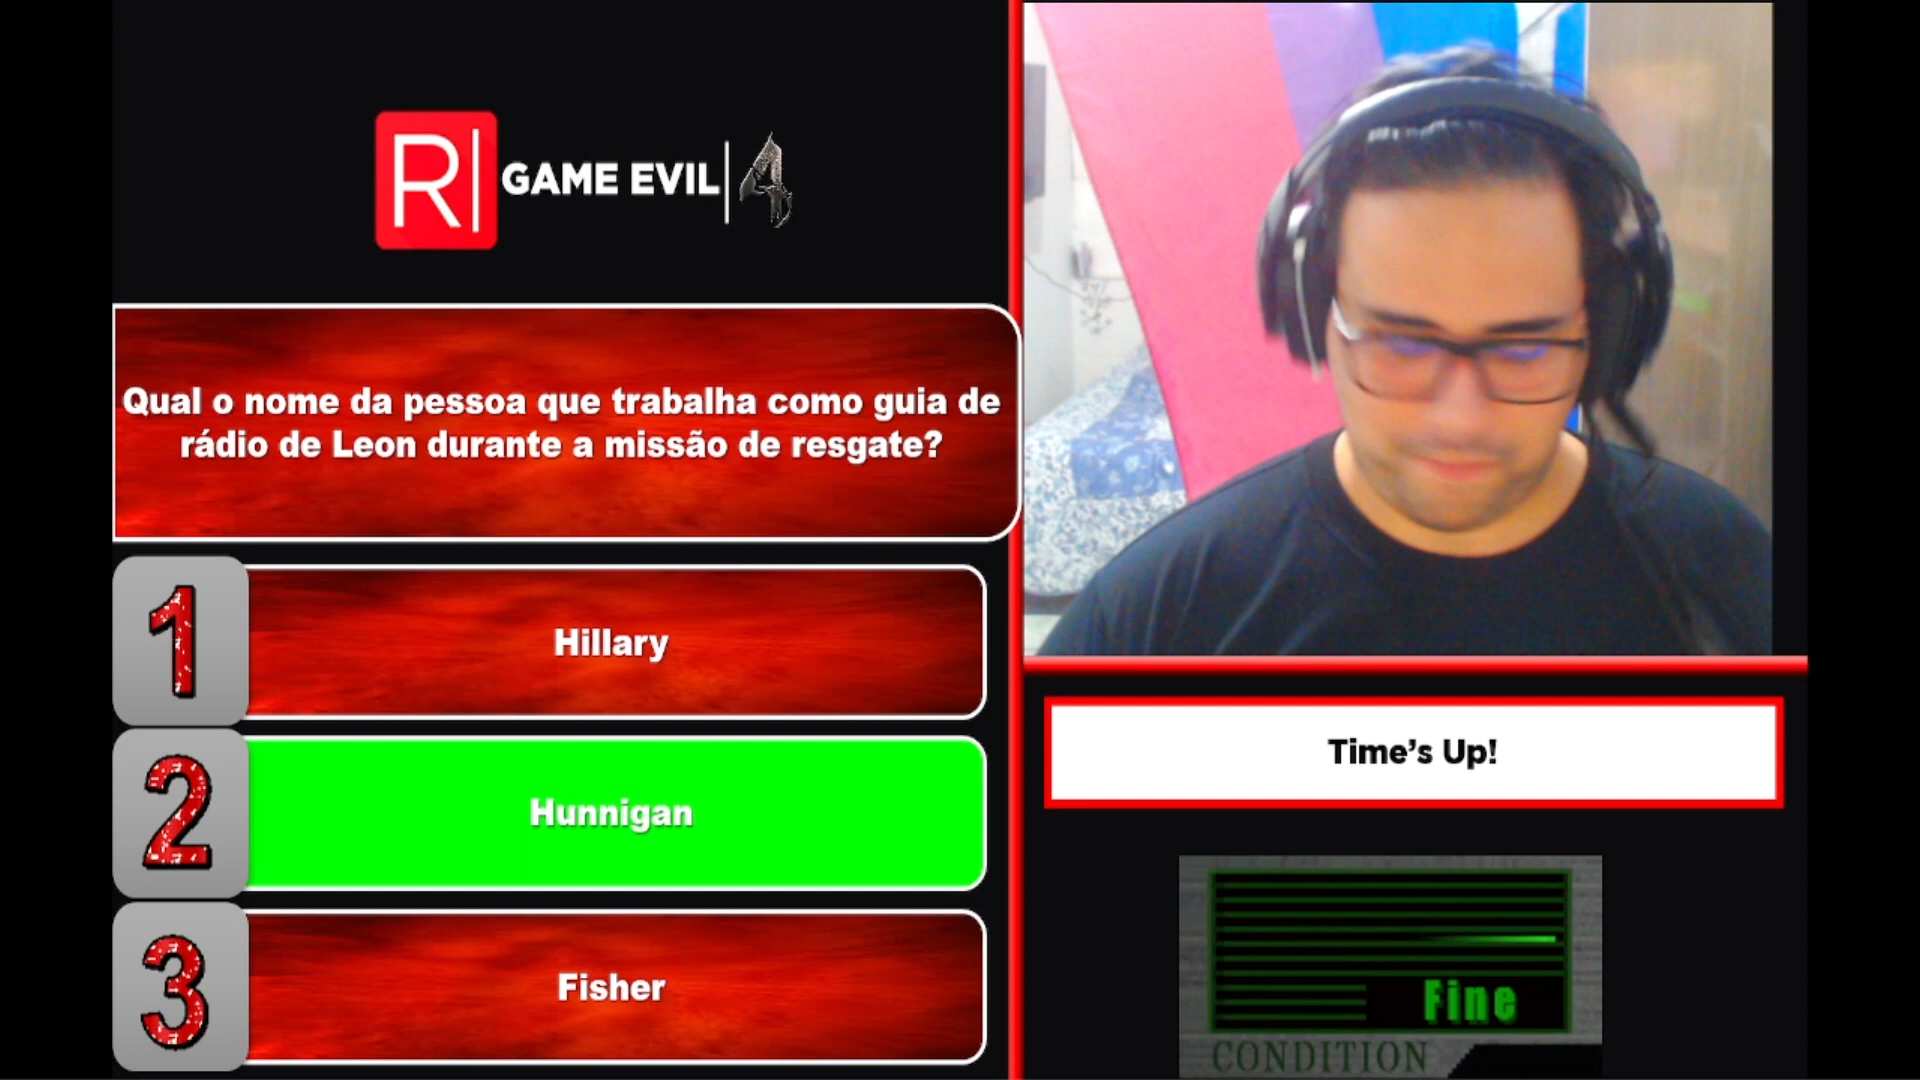 R| GAME EVIL| 4
Qual o nome da pessoa que trabalha como guia de
rádio de Leon durante a missão de resgate?
1
Hillary
2
Hunnigan
3
Fisher
Time's Up!
Fine
CONDITION